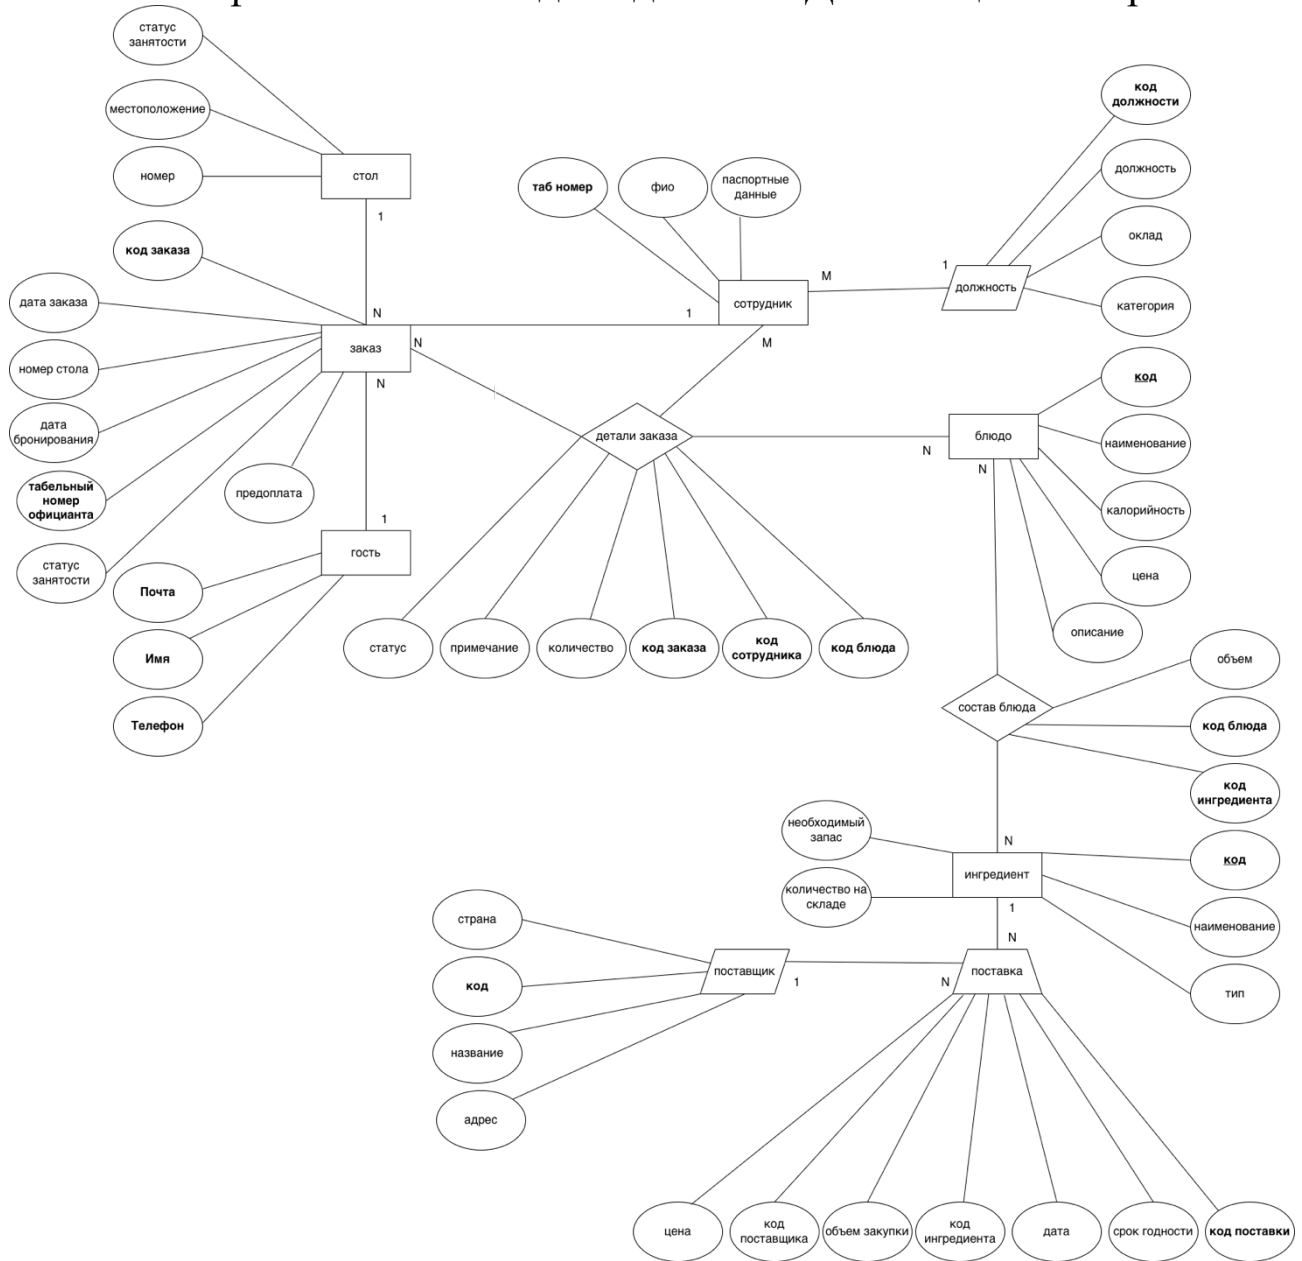 статус
занятости
местоположение
номер
стол
1
код заказа
дата заказа
номер стола
дата
бронирования
табельный
номер
официанта
статус
занятости
N
заказ
N
N
предоплата
1
гость
Почта
Имя
Телефон
таб номер
фио
паспортные
данные
сотрудник
1
M
M
1
должность
код
должности
должность
оклад
категория
детали заказа
N
блюдо
N
код
наименование
калорийность
цена
описание
статус
примечание
количество
код заказа
код
сотрудника
код блюда
состав блюда
объем
код блюда
код
ингредиента
N
необходимый
запас
количество на
складе
ингредиент
код
наименование
тип
1
N
страна
код
название
адрес
поставщик
1
N
поставка
цена
код
поставщика
объем закупки
код
ингредиента
дата
срок годности
код поставки